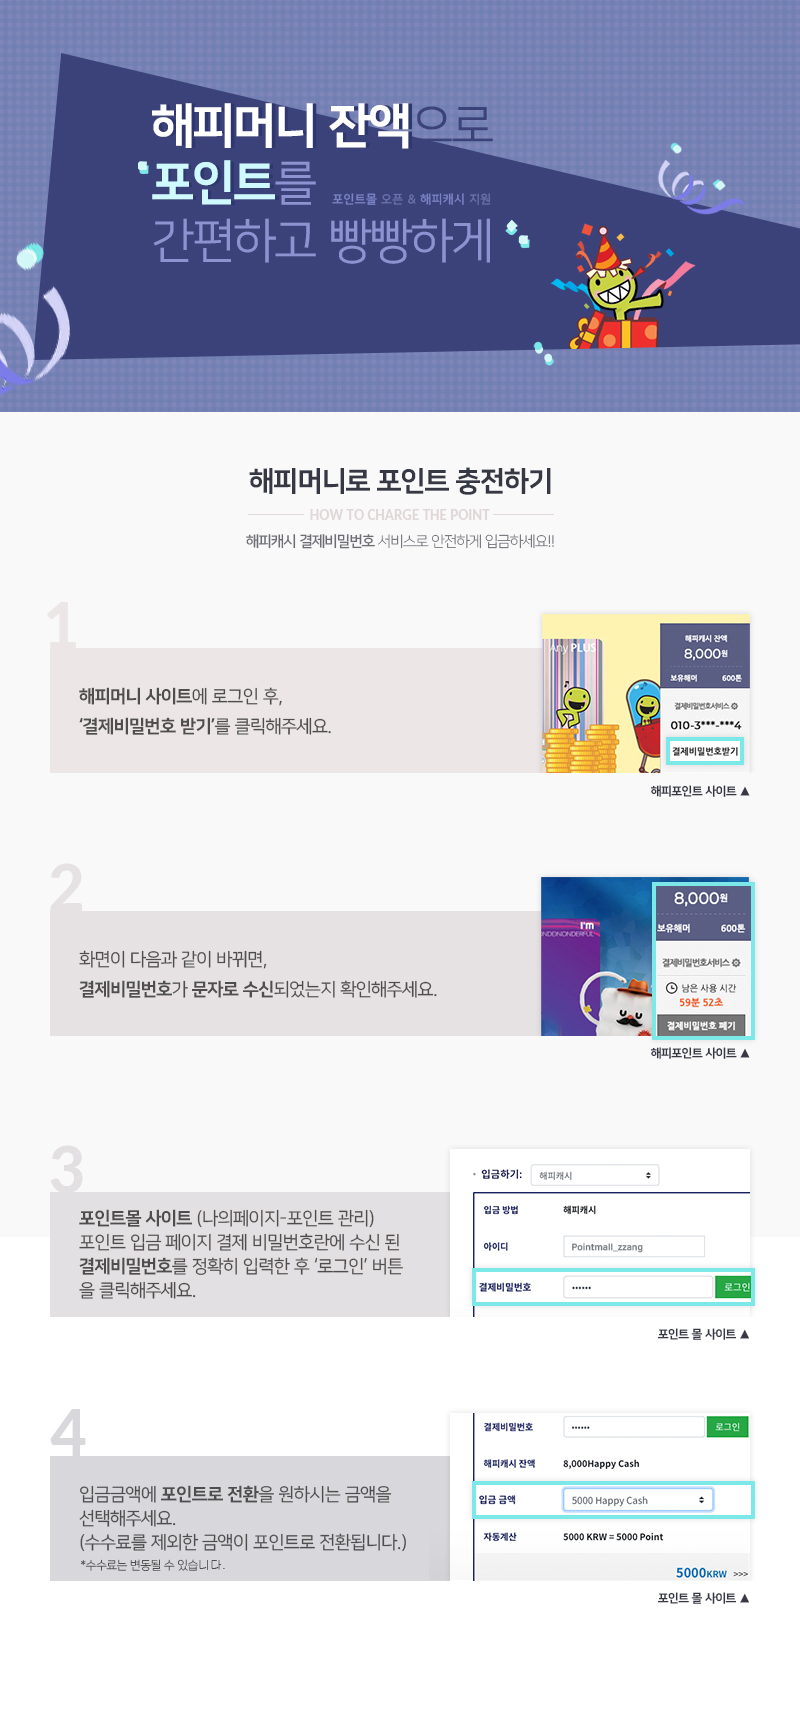 해피머니 잔액으로
포인트를
포인트몰 오픈 & 해피캐시 지원
간편하고 빵빵하게
해피머니로 포인트 충전하기
HOW TO CHARGE THE POINT
해피캐시 결제비밀번호 서비스로 안전하게 입금하세요!!
1
해피머니 사이트에 로그인 후,
‘결제비밀번호 받기’를 클릭해주세요.
Any PLUS
해피캐시 잔액
8,000원
보유해머 600톤
결제비밀번호서비스
010-3***-***4
결제비밀번호받기
해피포인트 사이트 ▲
2
화면이 다음과 같이 바뀌면,
결제비밀번호가 문자로 수신되었는지 확인해주세요.
I'm
ONDONONDERFUL
8,000원
보유해머 600톤
결제비밀번호서비스
남은 사용 시간
59분 52초
결제비밀번호 폐기
해피포인트 사이트 ▲
3
포인트몰 사이트 (나의페이지-포인트 관리)
포인트 입금 페이지 결제 비밀번호란에 수신 된
결제비밀번호를 정확히 입력한 후 ‘로그인’ 버튼
을 클릭해주세요.
· 입금하기: 해피캐시
입금 방법 해피캐시
아이디 Pointmall_zzang
결제비밀번호 •••••• 로그인
포인트 몰 사이트 ▲
4
입금금액에 포인트로 전환을 원하시는 금액을
선택해주세요.
(수수료를 제외한 금액이 포인트로 전환됩니다.)
*수수료는 변동될 수 있습니다.
결제비밀번호 •••••• 로그인
해피캐시 잔액 8,000Happy Cash
입금 금액 5000 Happy Cash
자동계산 5000 KRW = 5000 Point
5000KRW >>>
포인트 몰 사이트 ▲